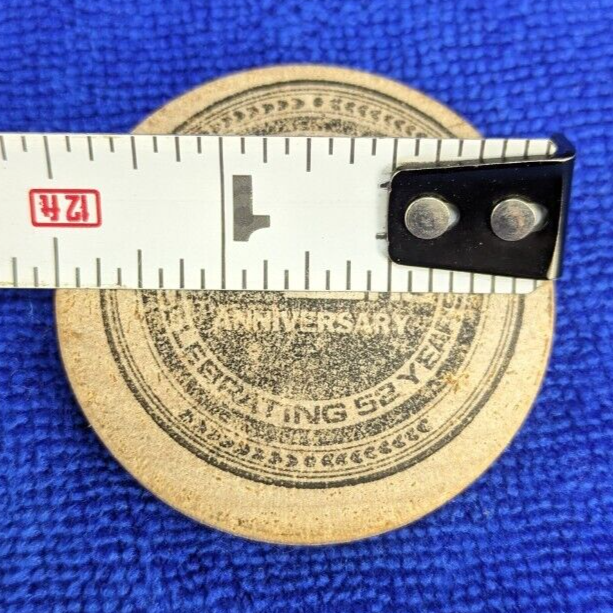 12ft
1
ANNIVERSARY
CELEBRATING 52 YEARS